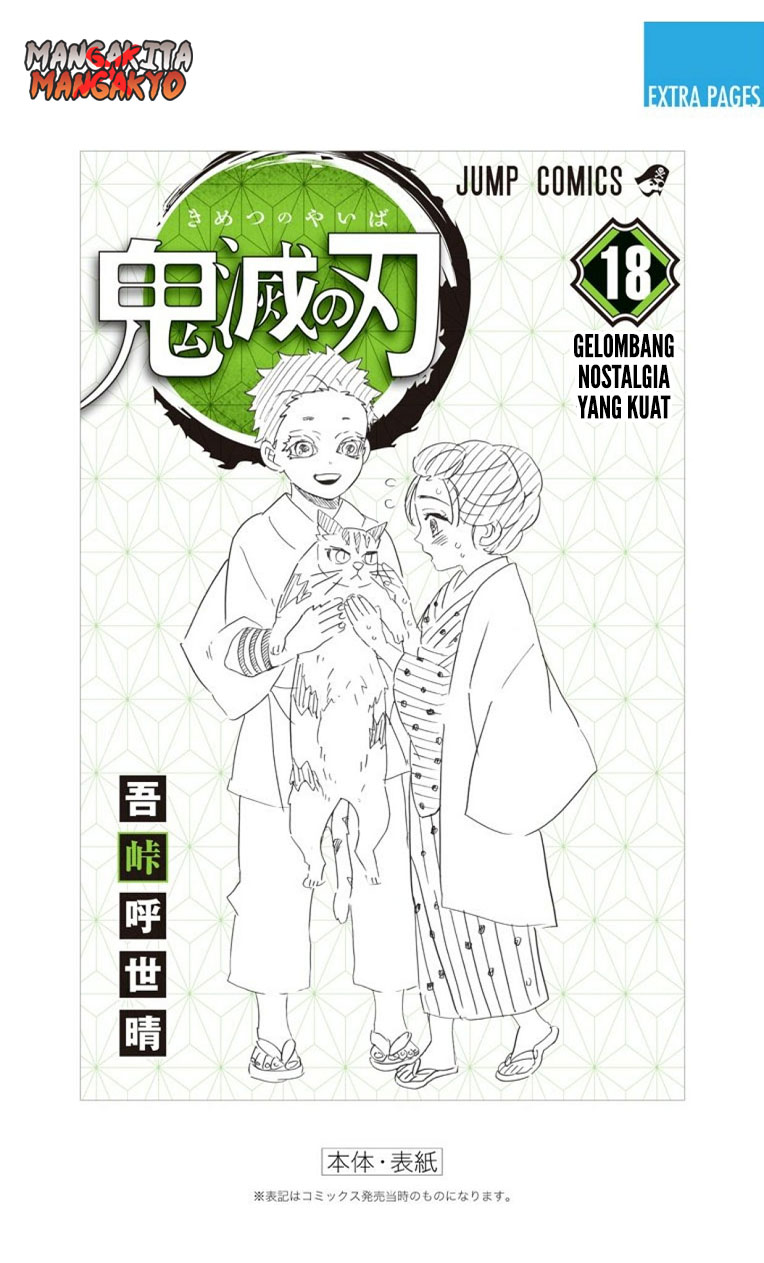 MANGAKITA
MANGAKYO
EXTRA PAGES
JUMP COMICS
きめつのやいば
鬼滅の刃
18
GELOMBANG
NOSTALGIA
YANG KUAT
吾
峠
呼
世
晴
本体・表紙
※表記はコミックス発売当時のものになります。